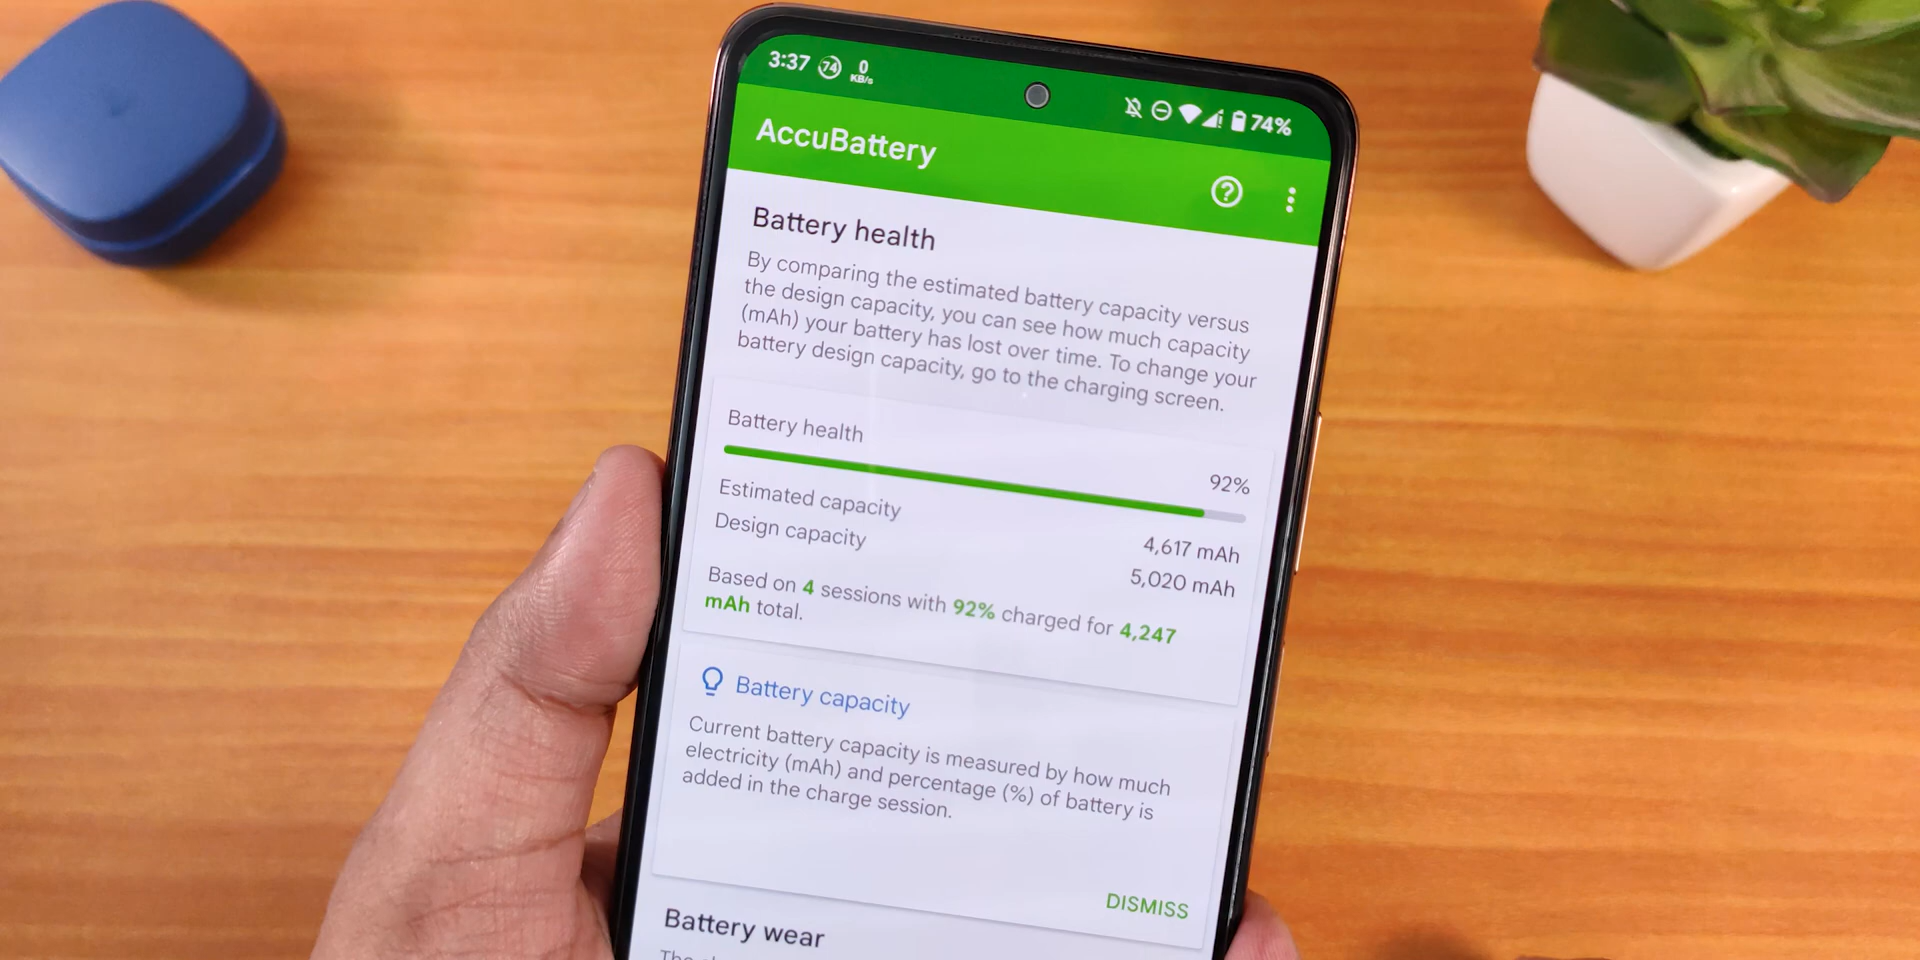 3:37 74 0 KB/s 74%
AccuBattery
Battery health
By comparing the estimated battery capacity versus
the design capacity, you can see how much capacity
(mAh) your battery has lost over time. To change your
battery design capacity, go to the charging screen.
Battery health
92%
Estimated capacity 4,617 mAh
Design capacity 5,020 mAh
Based on 4 sessions with 92% charged for 4,247
mAh total.
Battery capacity
Current battery capacity is measured by how much
electricity (mAh) and percentage (%) of battery is
added in the charge session.
DISMISS
Battery wear